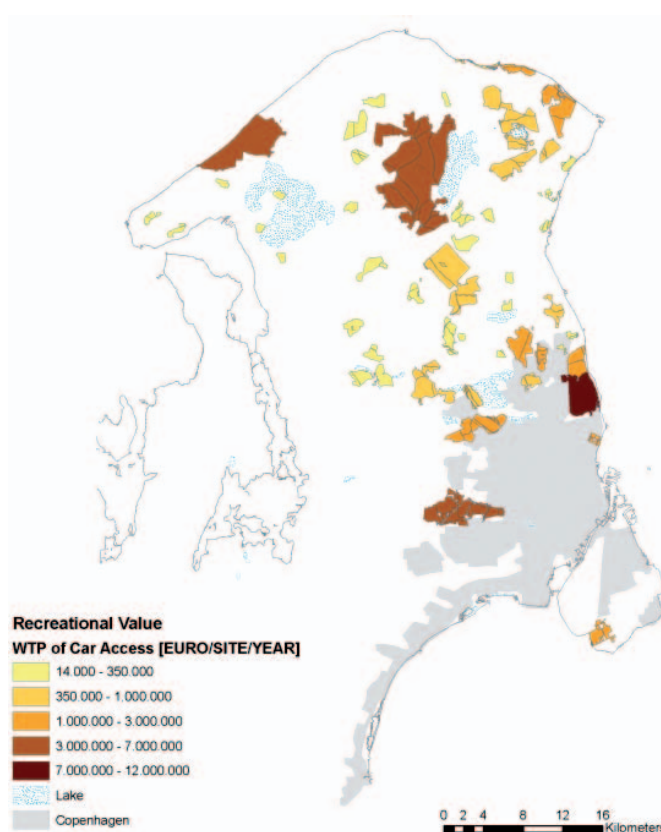 Recreational Value
WTP of Car Access [EURO/SITE/YEAR]
14.000 - 350.000
350.000 - 1.000.000
1.000.000 - 3.000.000
3.000.000 - 7.000.000
7.000.000 - 12.000.000
Lake
Copenhagen
0 2 4 8 12 16
Kilometers